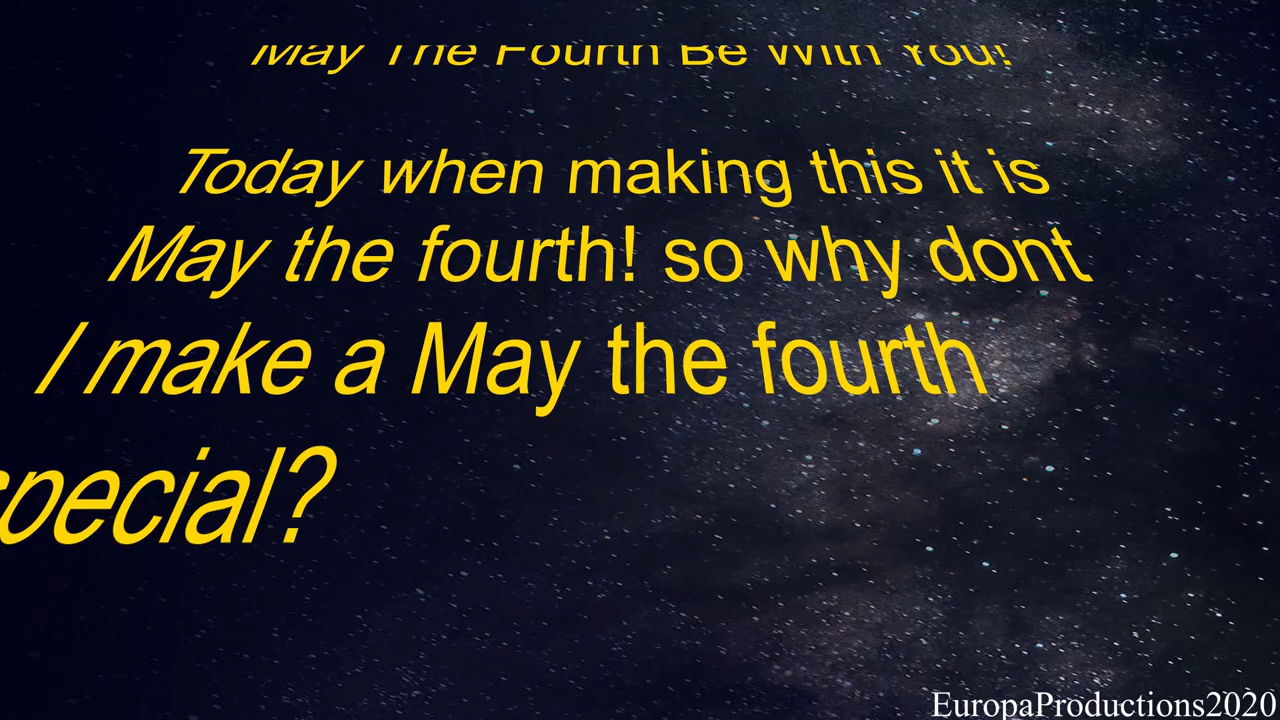 May The Fourth Be With You!
Today when making this it is
May the fourth! so why dont
I make a May the fourth
special?
EuropaProductions2020